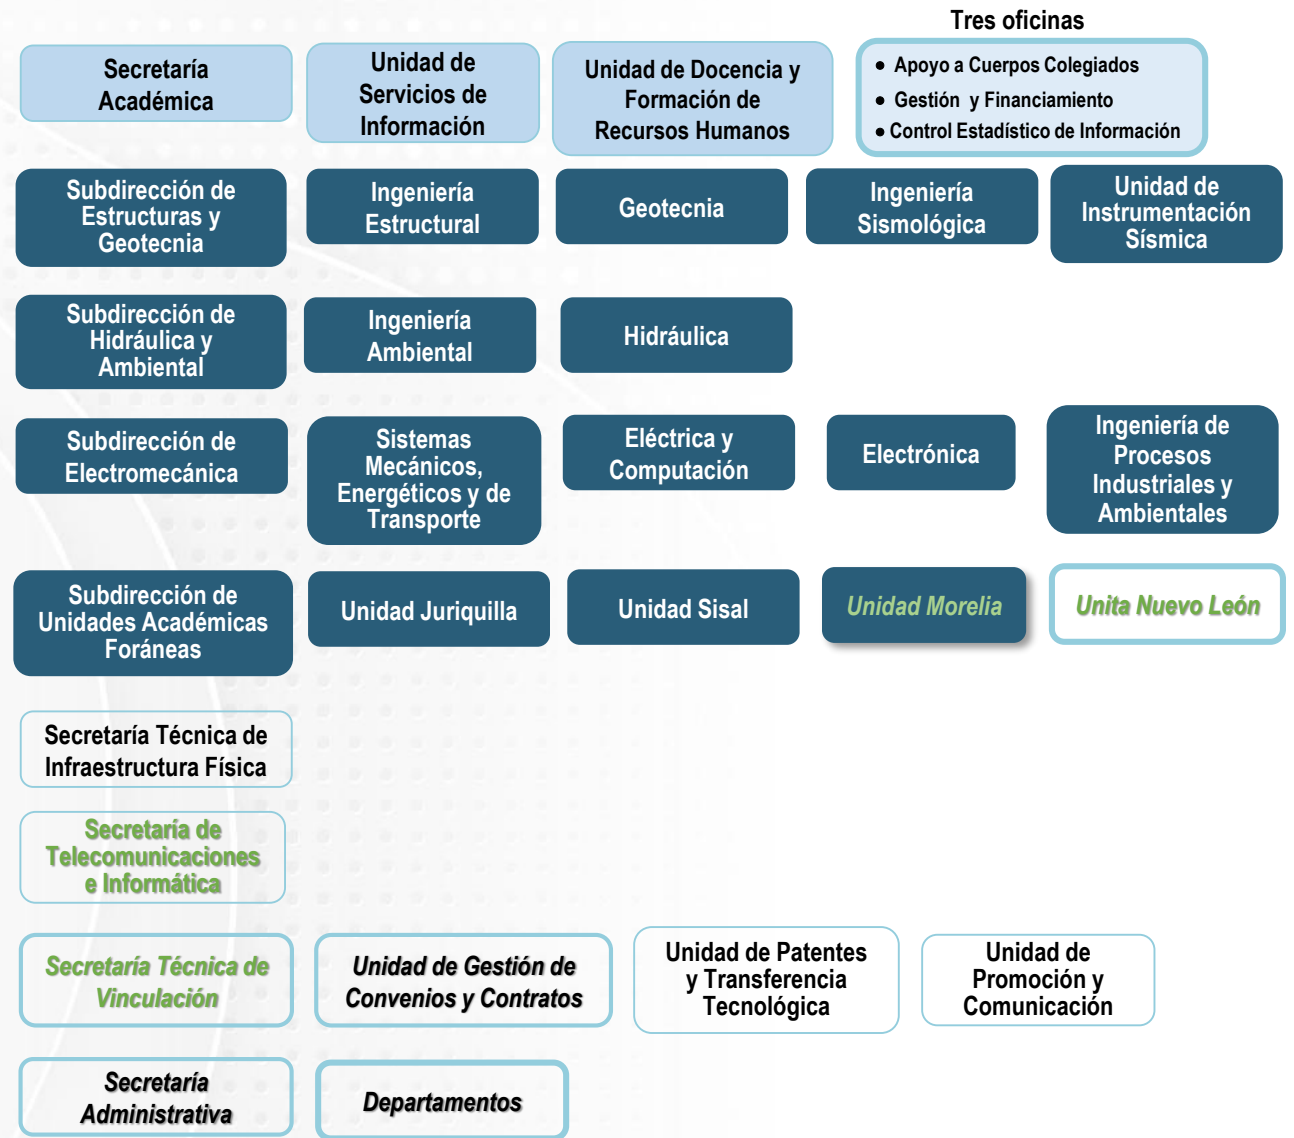 Tres oficinas
Secretaría
Académica
Unidad de
Servicios de
Información
Unidad de Docencia y
Formación de
Recursos Humanos
• Apoyo a Cuerpos Colegiados
• Gestión y Financiamiento
• Control Estadístico de Información
Subdirección de
Estructuras y
Geotecnia
Ingeniería
Estructural
Geotecnia
Ingeniería
Sismológica
Unidad de
Instrumentación
Sísmica
Subdirección de
Hidráulica y
Ambiental
Ingeniería
Ambiental
Hidráulica
Subdirección de
Electromecánica
Sistemas
Mecánicos,
Energéticos y de
Transporte
Eléctrica y
Computación
Electrónica
Ingeniería de
Procesos
Industriales y
Ambientales
Subdirección de
Unidades Académicas
Foráneas
Unidad Juriquilla
Unidad Sisal
Unidad Morelia
Unita Nuevo León
Secretaría Técnica de
Infraestructura Física
Secretaría de
Telecomunicaciones
e Informática
Secretaría Técnica de
Vinculación
Unidad de Gestión de
Convenios y Contratos
Unidad de Patentes
y Transferencia
Tecnológica
Unidad de
Promoción y
Comunicación
Secretaría
Administrativa
Departamentos